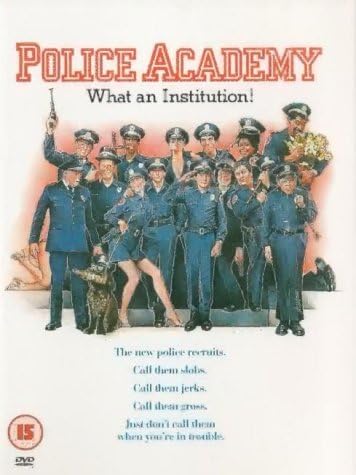 POLICE ACADEMY
What an Institution!
The new police recruits.
Call them slobs.
Call them jerks.
Call them gross.
Just don't call them
when you're in trouble.
15
DVD